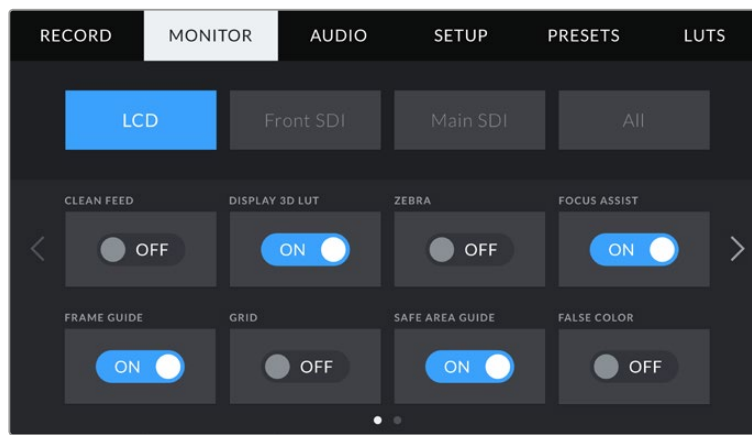 RECORD MONITOR AUDIO SETUP PRESETS LUTS
LCD Front SDI Main SDI All
CLEAN FEED DISPLAY 3D LUT ZEBRA FOCUS ASSIST
OFF ON OFF ON
FRAME GUIDE GRID SAFE AREA GUIDE FALSE COLOR
ON OFF ON OFF